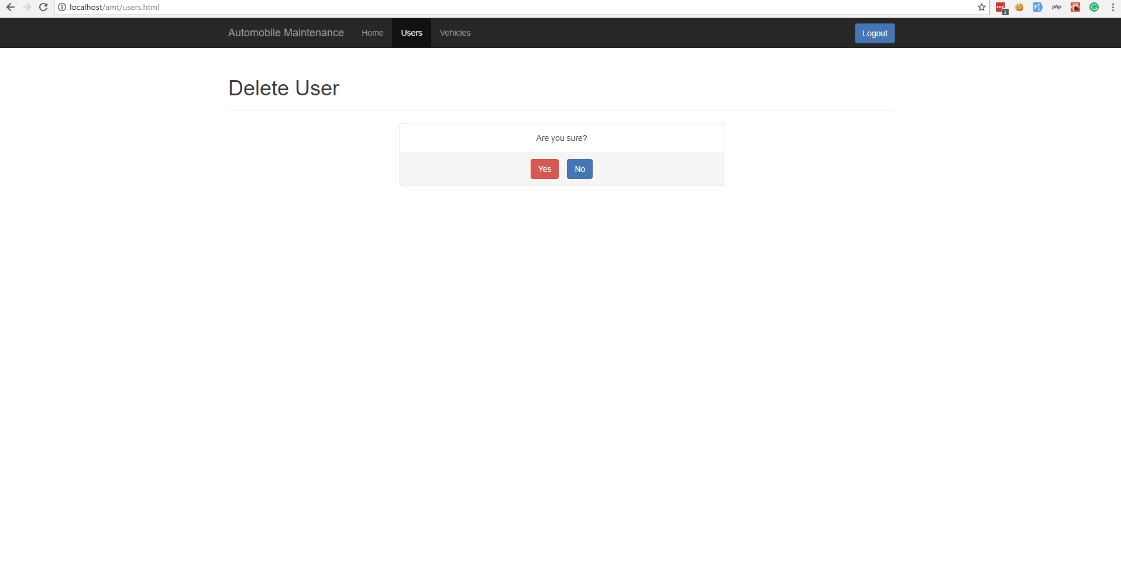 localhost/amt/users.html
Automobile Maintenance Home Users Vehicles Logout
Delete User
Are you sure?
Yes No